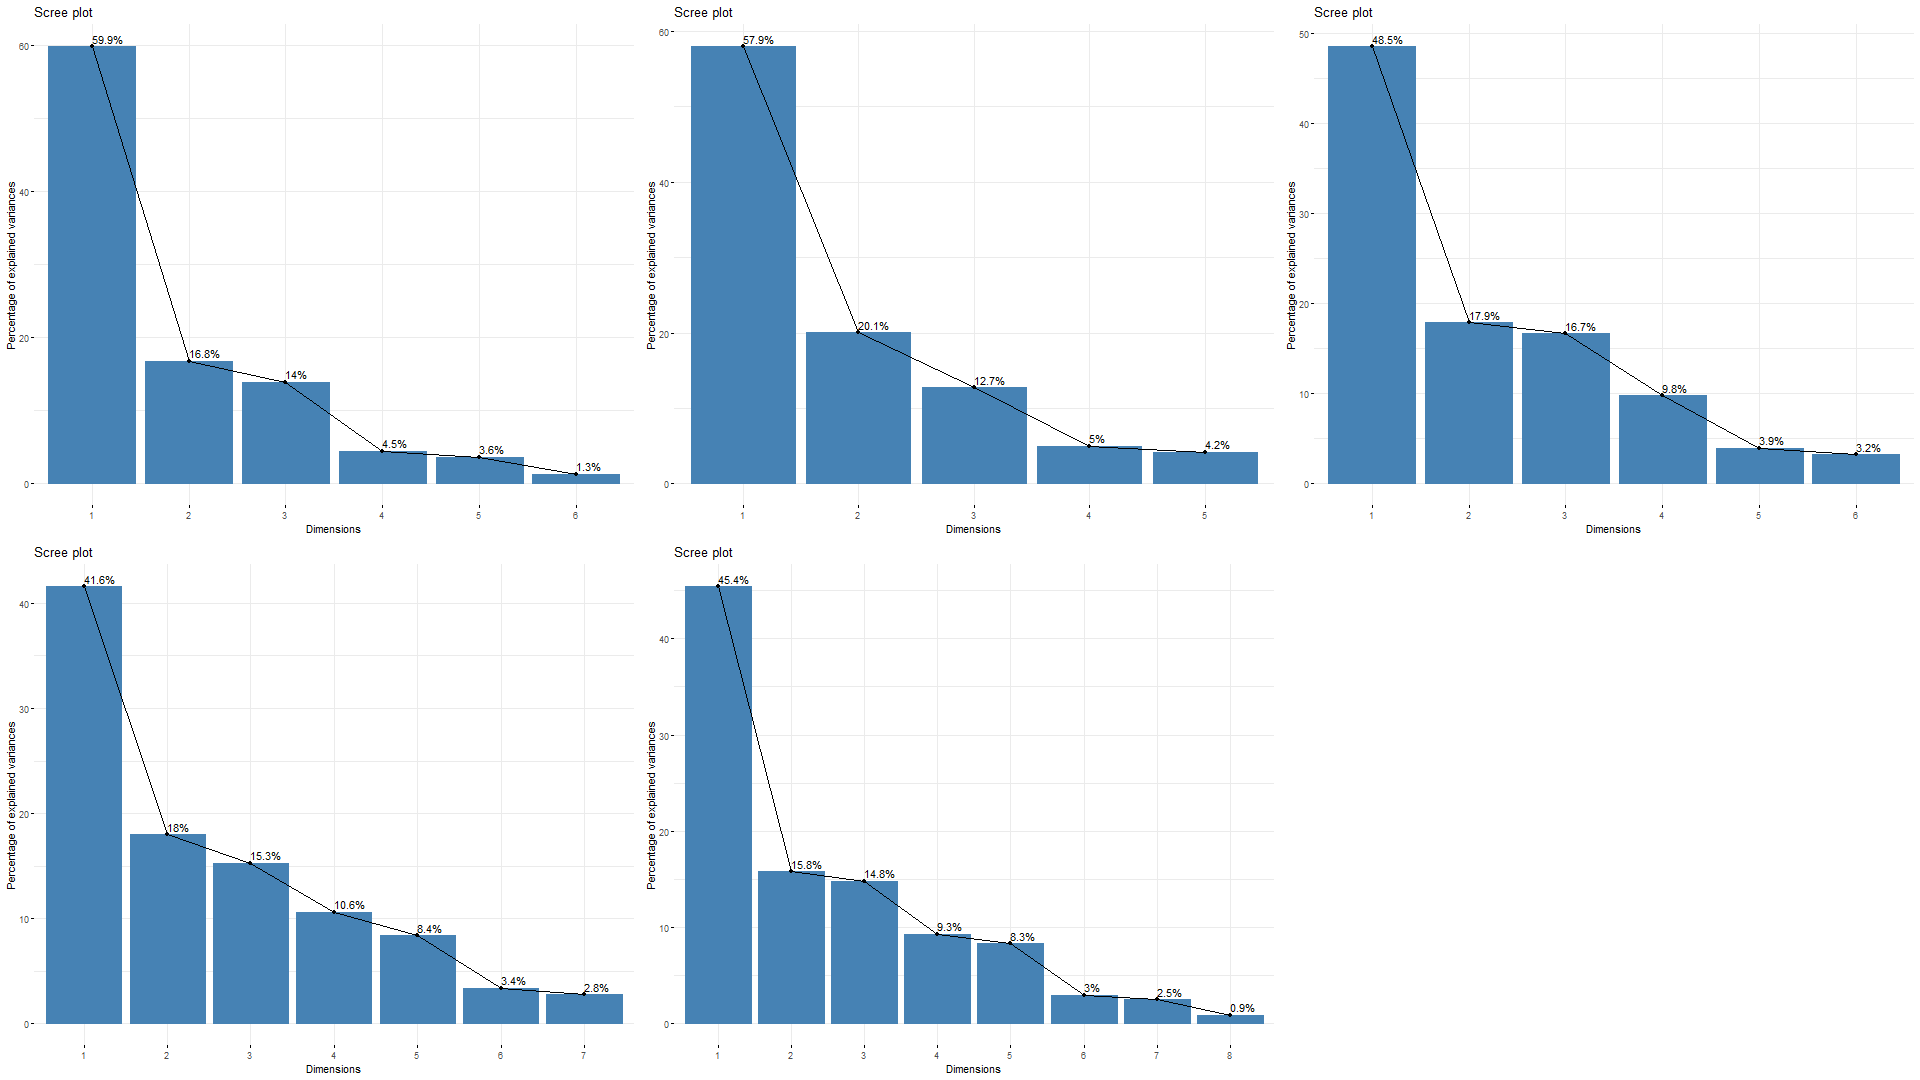 Scree plot
Percentage of explained variances
60
40
20
0
59.9%
16.8%
14%
4.5%
3.6%
1.3%
1 2 3 4 5 6
Dimensions
Scree plot
Percentage of explained variances
60
40
20
0
57.9%
20.1%
12.7%
5%
4.2%
1 2 3 4 5
Dimensions
Scree plot
Percentage of explained variances
50
40
30
20
10
0
48.5%
17.9%
16.7%
9.8%
3.9%
3.2%
1 2 3 4 5 6
Dimensions
Scree plot
Percentage of explained variances
40
30
20
10
0
41.6%
18%
15.3%
10.6%
8.4%
3.4%
2.8%
1 2 3 4 5 6 7
Dimensions
Scree plot
Percentage of explained variances
40
30
20
10
0
45.4%
15.8%
14.8%
9.3%
8.3%
3%
2.5%
0.9%
1 2 3 4 5 6 7 8
Dimensions